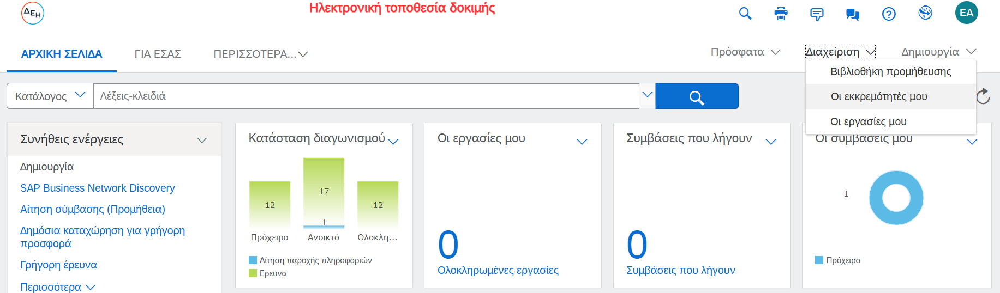 ΔΕΗ
Ηλεκτρονική τοποθεσία δοκιμής
?
EA
ΑΡΧΙΚΗ ΣΕΛΙΔΑ
ΓΙΑ ΕΣΑΣ
ΠΕΡΙΣΣΟΤΕΡΑ...
Πρόσφατα
Διαχείριση
Δημιουργία
Βιβλιοθήκη προμήθευσης
Οι εκκρεμότητές μου
Οι εργασίες μου
Κατάλογος
Λέξεις-κλειδιά
Συνήθεις ενέργειες
Δημιουργία
SAP Business Network Discovery
Αίτηση σύμβασης (Προμήθεια)
Δημόσια καταχώρηση για γρήγορη
προσφορά
Γρήγορη έρευνα
Περισσότερα
Κατάσταση διαγωνισμού
12
17
1
12
Πρόχειρο
Ανοικτό
Ολοκλη...
Αίτηση παροχής πληροφοριών
Έρευνα
Οι εργασίες μου
0
Ολοκληρωμένες εργασίες
Συμβάσεις που λήγουν
0
Συμβάσεις που λήγουν
Οι συμβάσεις μου
1
Πρόχειρο